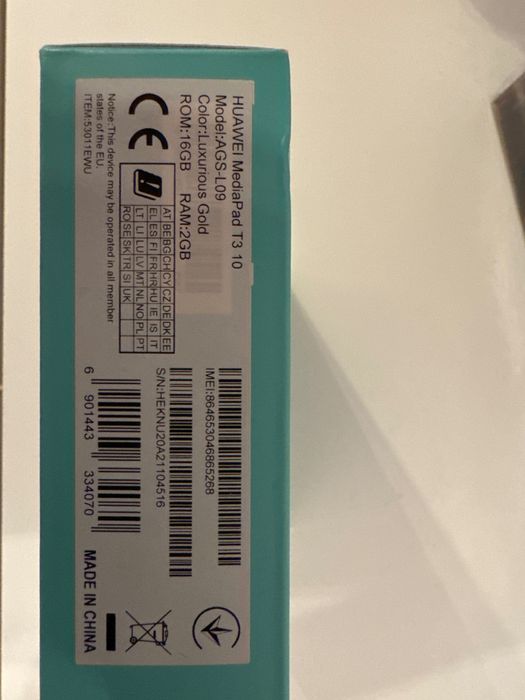 HUAWEI MediaPad T3 10
Model:AGS-L09
Color:Luxurious Gold
ROM:16GB RAM:2GB
CE
AT BE BG CH CY CZ DE DK EE
EL ES FI FR HR HU IE IS IT
LT LI LU LV MT NL NO PL PT
RO SE SK TR SI UK
Notice:This device may be operated in all member
states of the EU.
ITEM:53011EWU
IMEI:864653046865268
S/N:HEKNU20A21104516
6 901443 334070
MADE IN CHINA